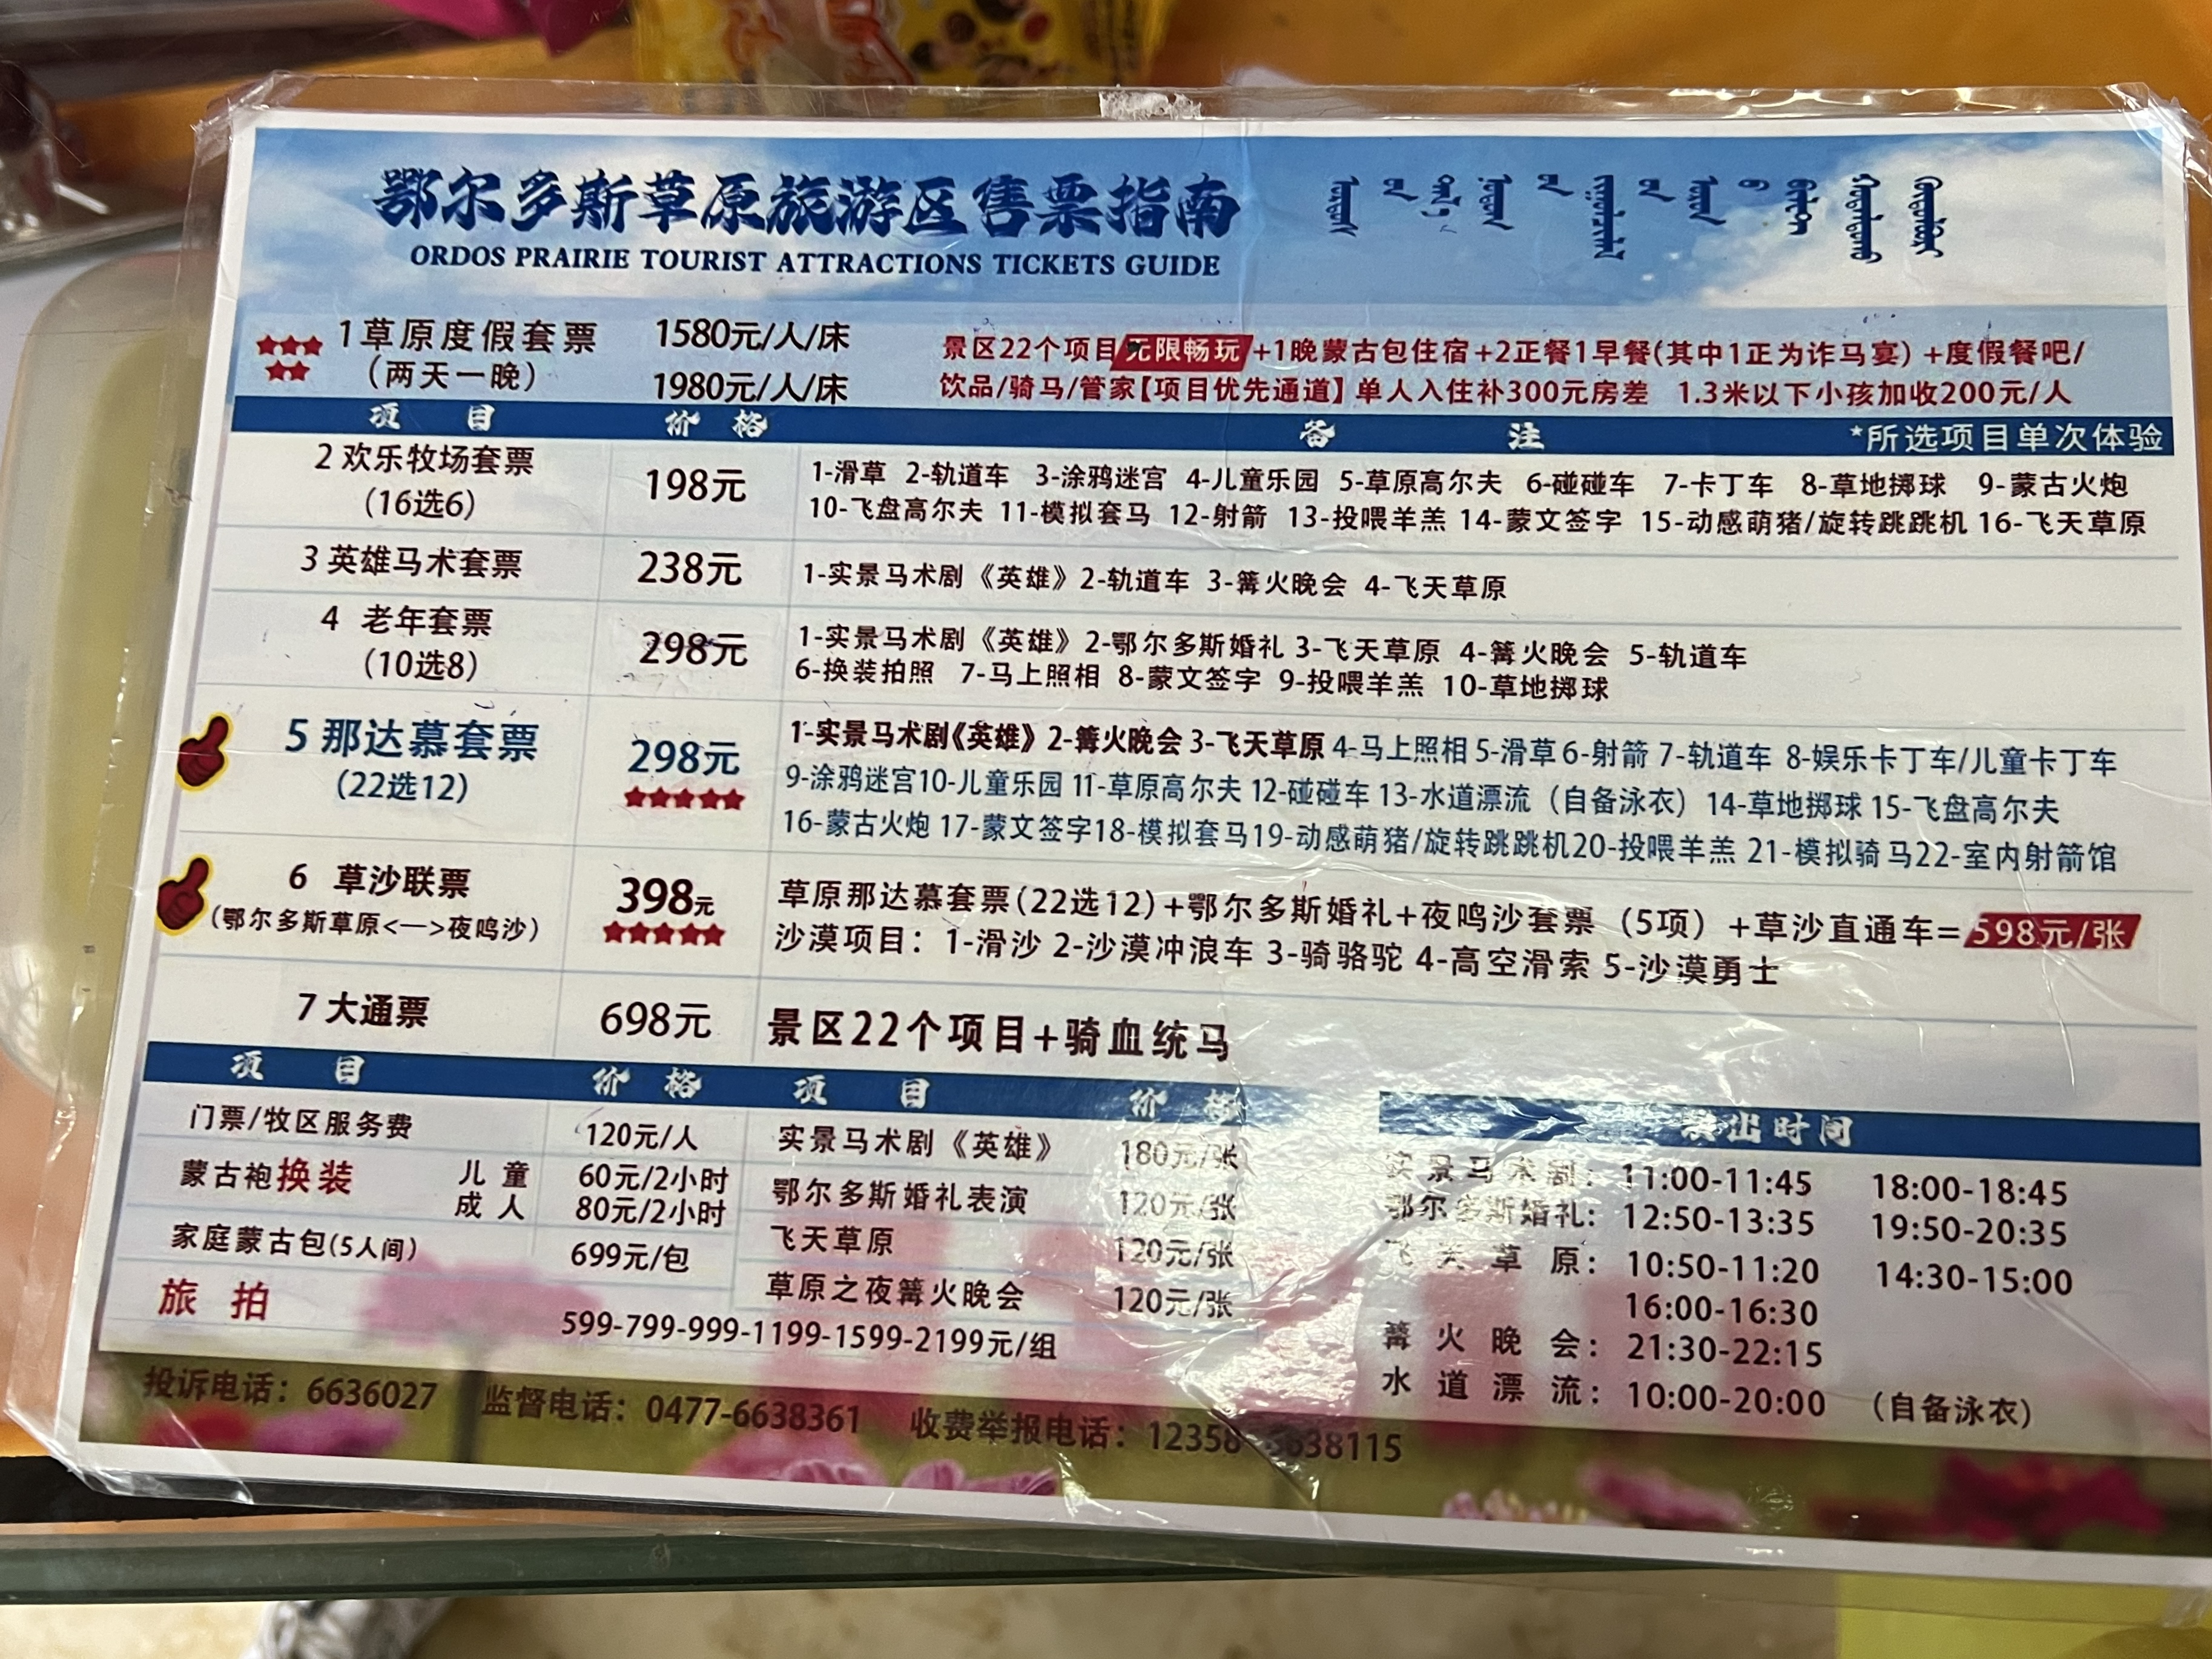 鄂尔多斯草原旅游区售票指南
ORDOS PRAIRIE TOURIST ATTRACTIONS TICKETS GUIDE
1草原度假套票 1580元/人/床 景区22个项目无限畅玩+1晚蒙古包住宿+2正餐1早餐(其中1正为诈马宴) +度假餐吧/
(两天一晚) 1980元/人/床 饮品/骑马/管家【项目优先通道】单人入住补300元房差 1.3米以下小孩加收200元/人
项 目 价 格 备 注 *所选项目单次体验
2 欢乐牧场套票 198元 1-滑草 2-轨道车 3-涂鸦迷宫 4-儿童乐园 5-草原高尔夫 6-碰碰车 7-卡丁车 8-草地掷球 9-蒙古火炮
(16选6) 10-飞盘高尔夫 11-模拟套马 12-射箭 13-投喂羊羔 14-蒙文签字 15-动感萌猪/旋转跳跳机 16-飞天草原
3 英雄马术套票 238元 1-实景马术剧《英雄》2-轨道车 3-篝火晚会 4-飞天草原
4 老年套票 298元 1-实景马术剧《英雄》2-鄂尔多斯婚礼 3-飞天草原 4-篝火晚会 5-轨道车
(10选8) 6-换装拍照 7-马上照相 8-蒙文签字 9-投喂羊羔 10-草地掷球
5 那达慕套票 298元 1-实景马术剧《英雄》2-篝火晚会 3-飞天草原 4-马上照相 5-滑草 6-射箭 7-轨道车 8-娱乐卡丁车/儿童卡丁车
(22选12) 9-涂鸦迷宫10-儿童乐园 11-草原高尔夫 12-碰碰车 13-水道漂流(自备泳衣) 14-草地掷球 15-飞盘高尔夫
16-蒙古火炮 17-蒙文签字18-模拟套马19-动感萌猪/旋转跳跳机20-投喂羊羔 21-模拟骑马22-室内射箭馆
6 草沙联票 398元 草原那达慕套票(22选12)+鄂尔多斯婚礼+夜鸣沙套票(5项)+草沙直通车=598元/张
(鄂尔多斯草原<—>夜鸣沙) 沙漠项目：1-滑沙 2-沙漠冲浪车 3-骑骆驼 4-高空滑索 5-沙漠勇士
7 大通票 698元 景区22个项目+骑血统马
项 目 价 格 项 目 价 格
门票/牧区服务费 120元/人
蒙古袍换装 儿童 60元/2小时
成人 80元/2小时
家庭蒙古包(5人间) 699元/包
旅 拍 599-799-999-1199-1599-2199元/组
实景马术剧《英雄》 180元/张
鄂尔多斯婚礼表演 120元/张
飞天草原 120元/张
草原之夜篝火晚会 120元/张
演出时间
实景马术剧：11:00-11:45 18:00-18:45
鄂尔多斯婚礼：12:50-13:35 19:50-20:35
飞天草原：10:50-11:20 14:30-15:00
16:00-16:30
篝火晚会：21:30-22:15
水道漂流：10:00-20:00 (自备泳衣)
投诉电话：6636027 监督电话：0477-6638361 收费举报电话：12358